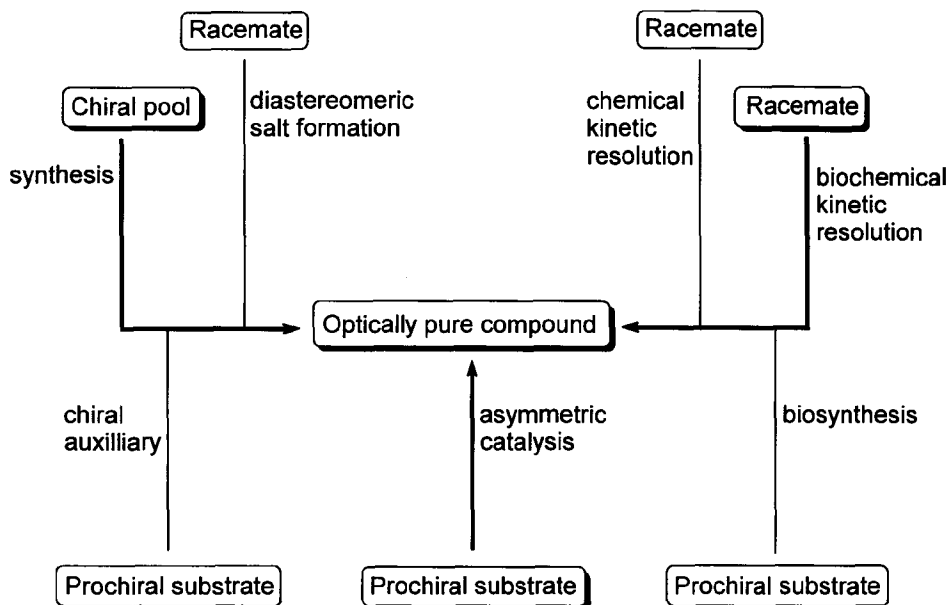 Racemate
Racemate
Chiral pool
diastereomeric
salt formation
chemical
kinetic
resolution
Racemate
synthesis
biochemical
kinetic
resolution
Optically pure compound
chiral
auxilliary
asymmetric
catalysis
biosynthesis
Prochiral substrate
Prochiral substrate
Prochiral substrate